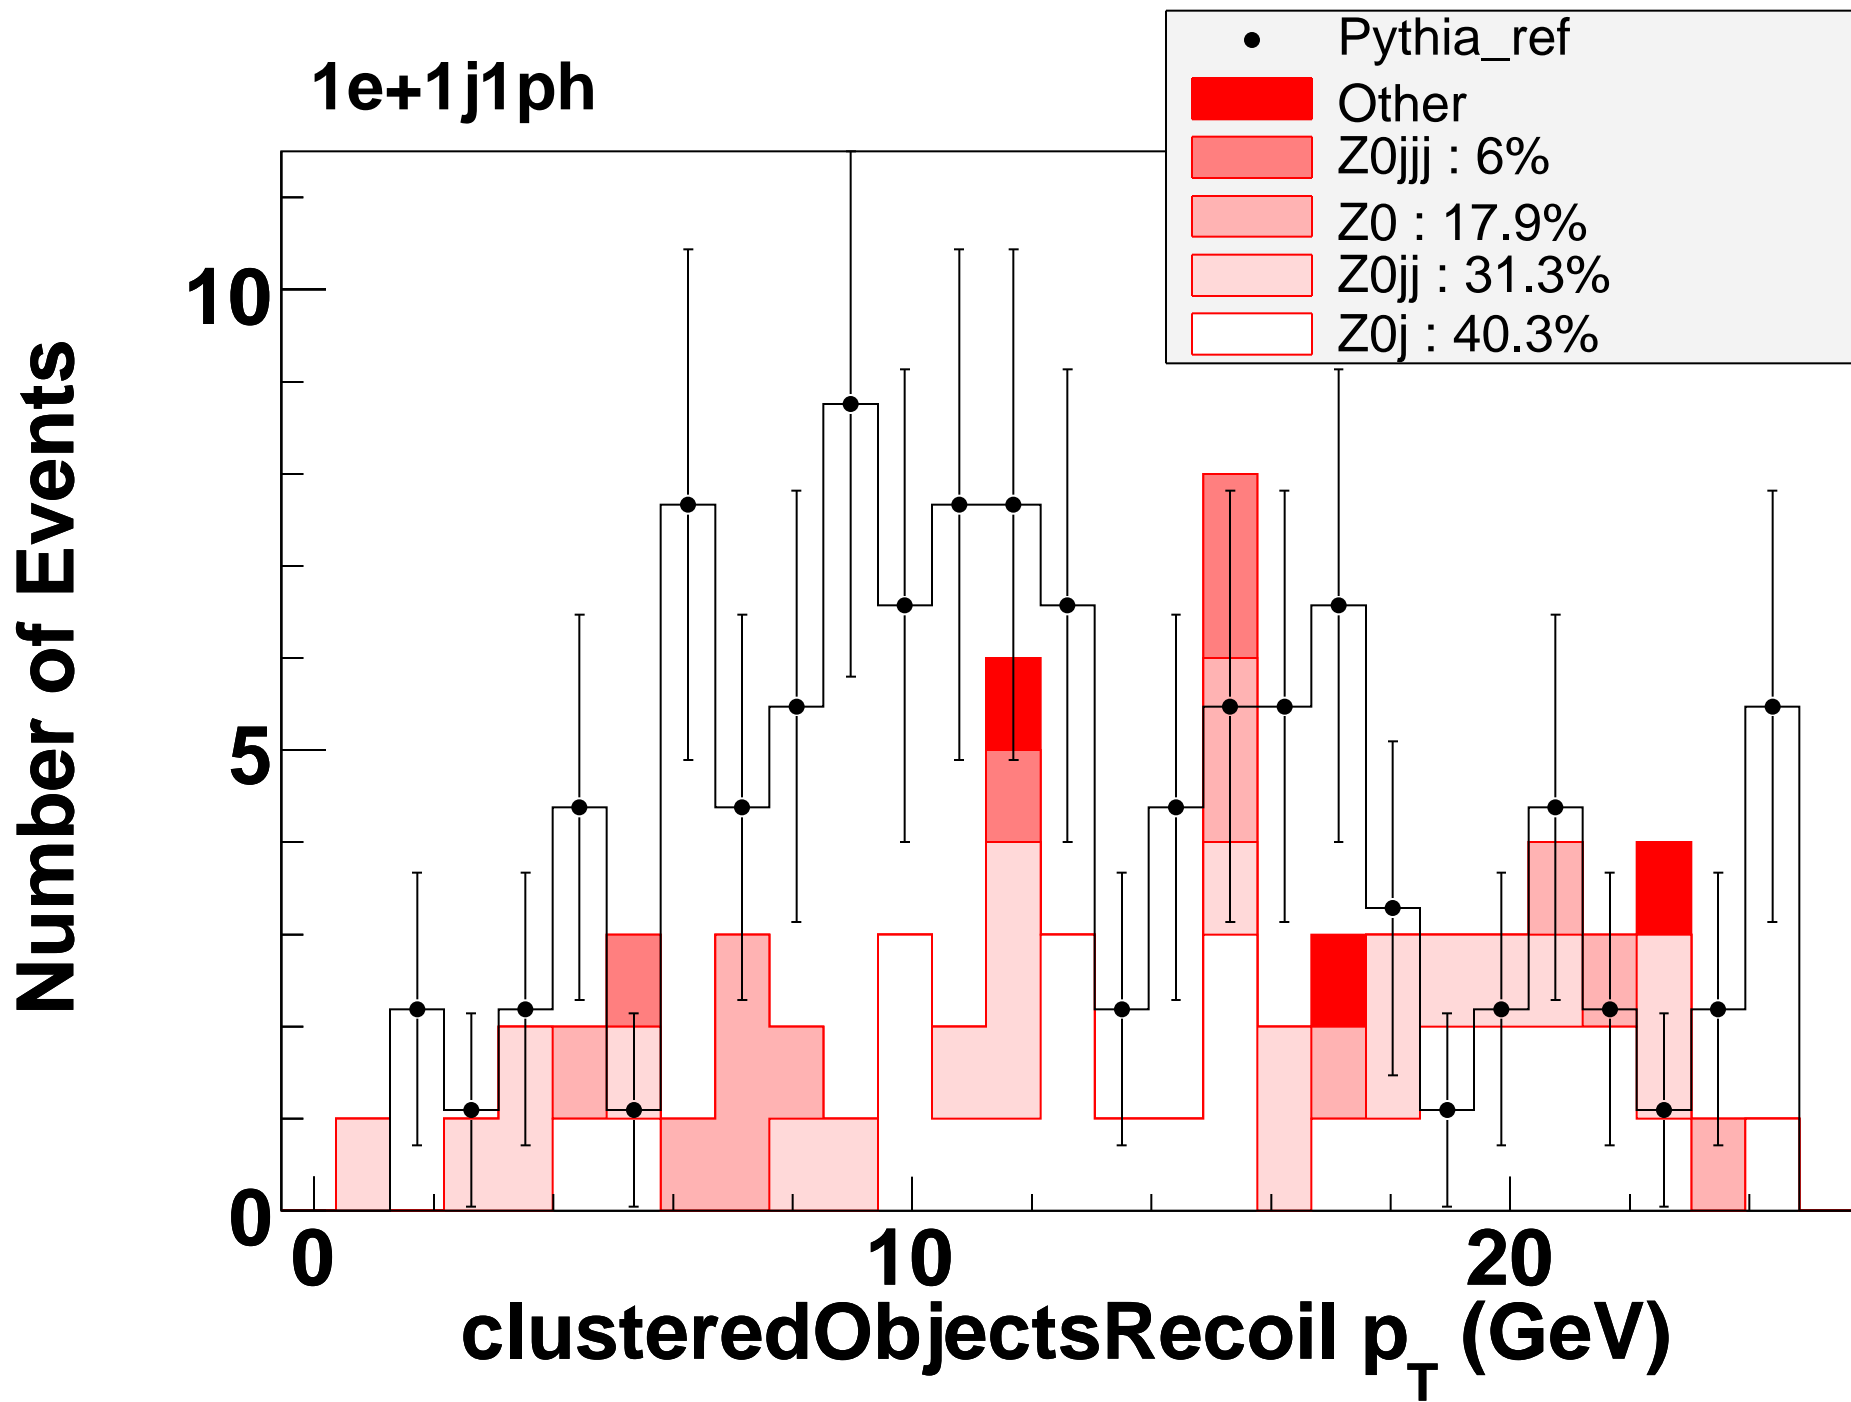 1e+1j1ph
Pythia_ref
Other
Z0jjj : 6%
Z0 : 17.9%
Z0jj : 31.3%
Z0j : 40.3%
Number of Events
10
5
0
0 10 20
clusteredObjectsRecoil p_T (GeV)